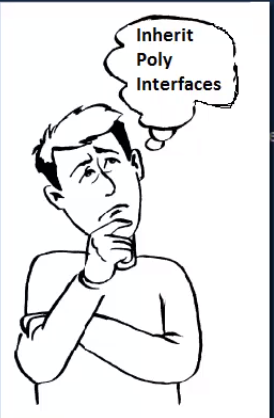 Inherit
Poly
Interfaces